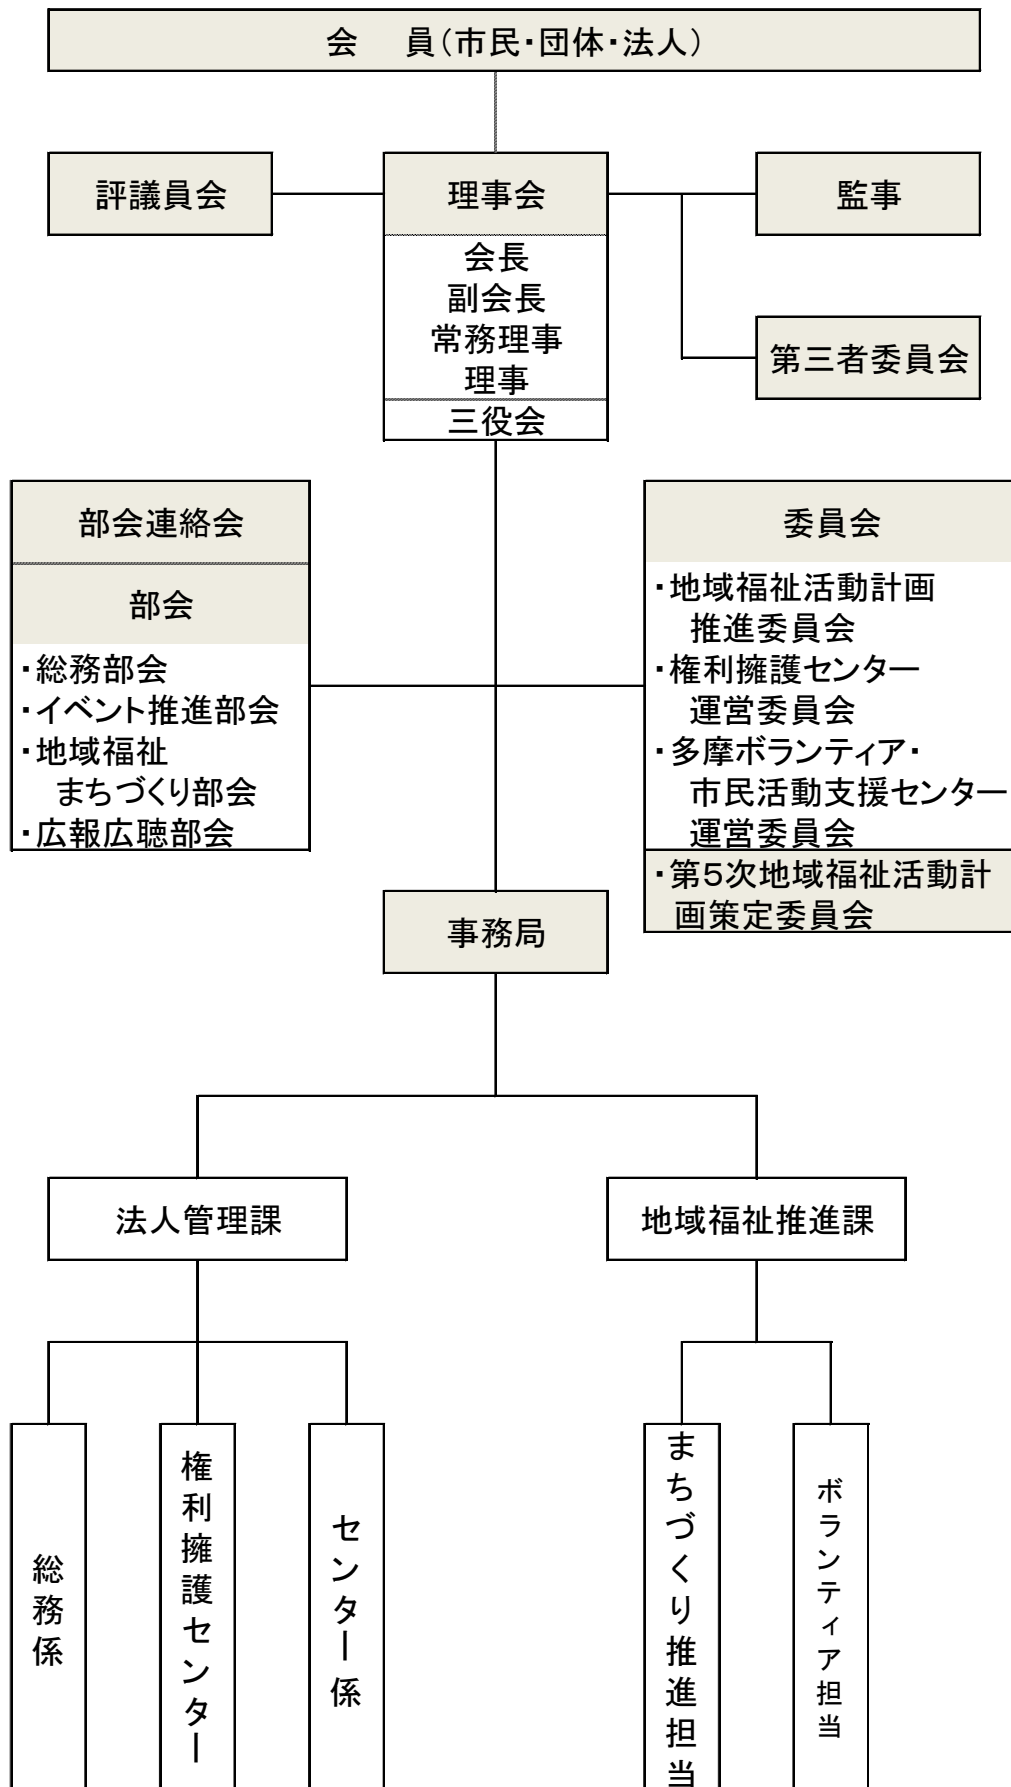 会　員(市民・団体・法人)
評議員会
理事会
監事
会長
副会長
常務理事
理事
三役会
第三者委員会
部会連絡会
部会
・総務部会
・イベント推進部会
・地域福祉
まちづくり部会
・広報広聴部会
委員会
・地域福祉活動計画
推進委員会
・権利擁護センター
運営委員会
・多摩ボランティア・
市民活動支援センター
運営委員会
・第5次地域福祉活動計
画策定委員会
事務局
法人管理課
地域福祉推進課
総務係
権利擁護センター
センター係
まちづくり推進担当
ボランティア担当